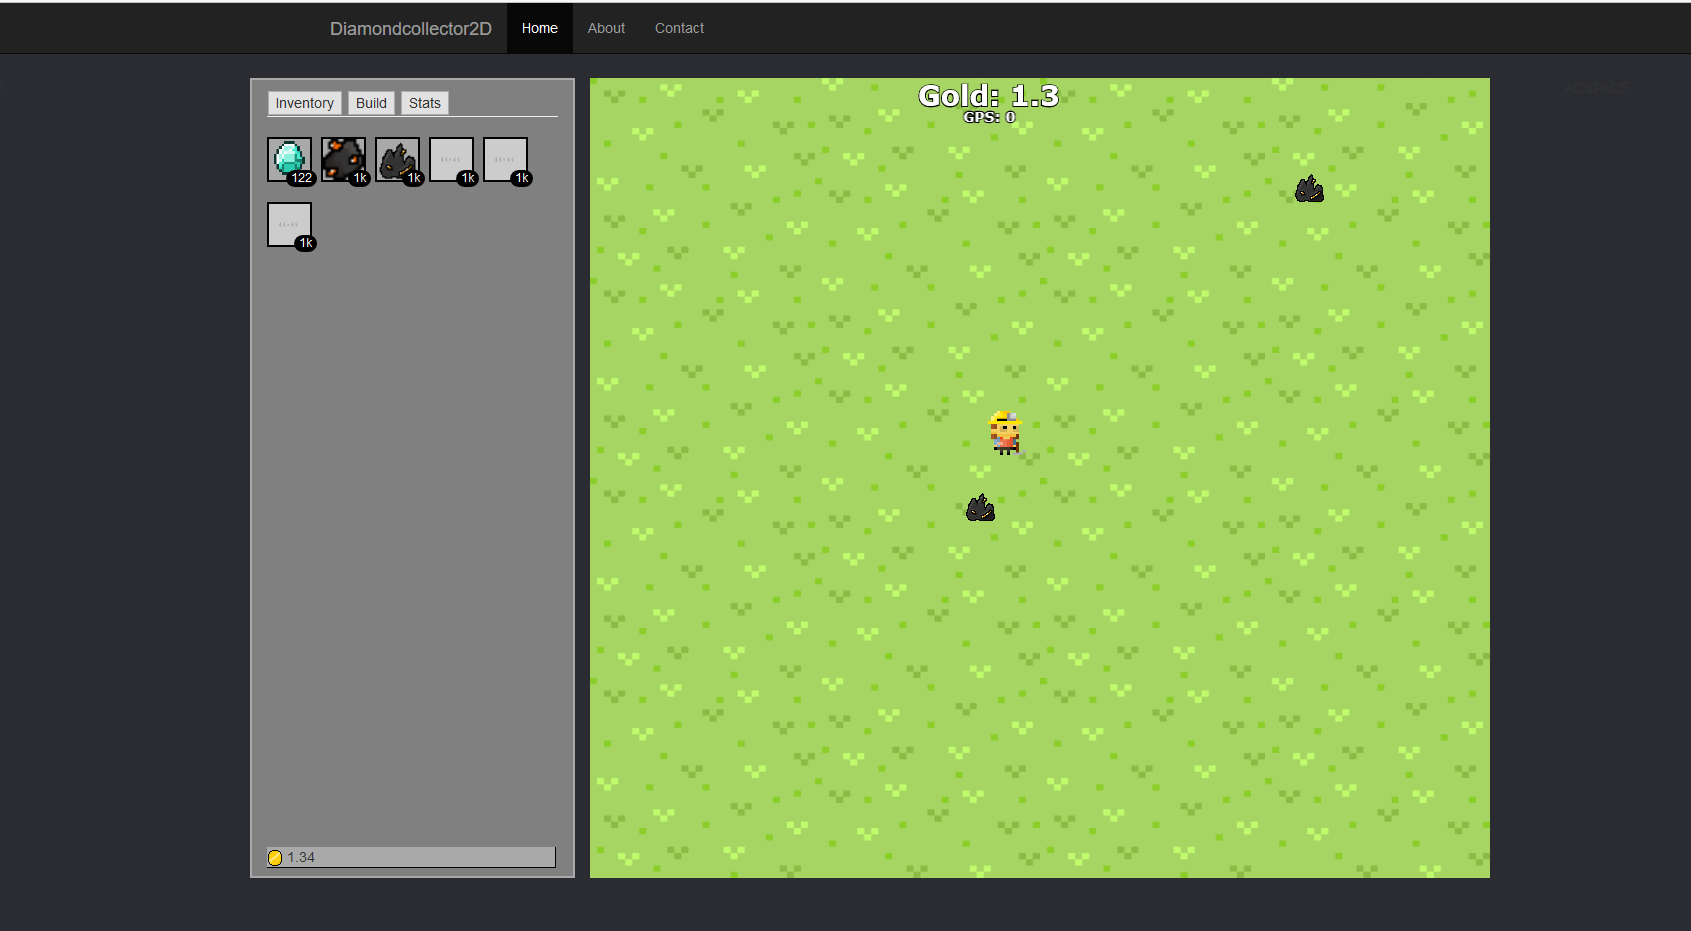 Diamondcollector2D Home About Contact
ADSPACE
Inventory Build Stats
122 1k 1k 1k 1k
1k
1.34
Gold: 1.3
GPS: 0